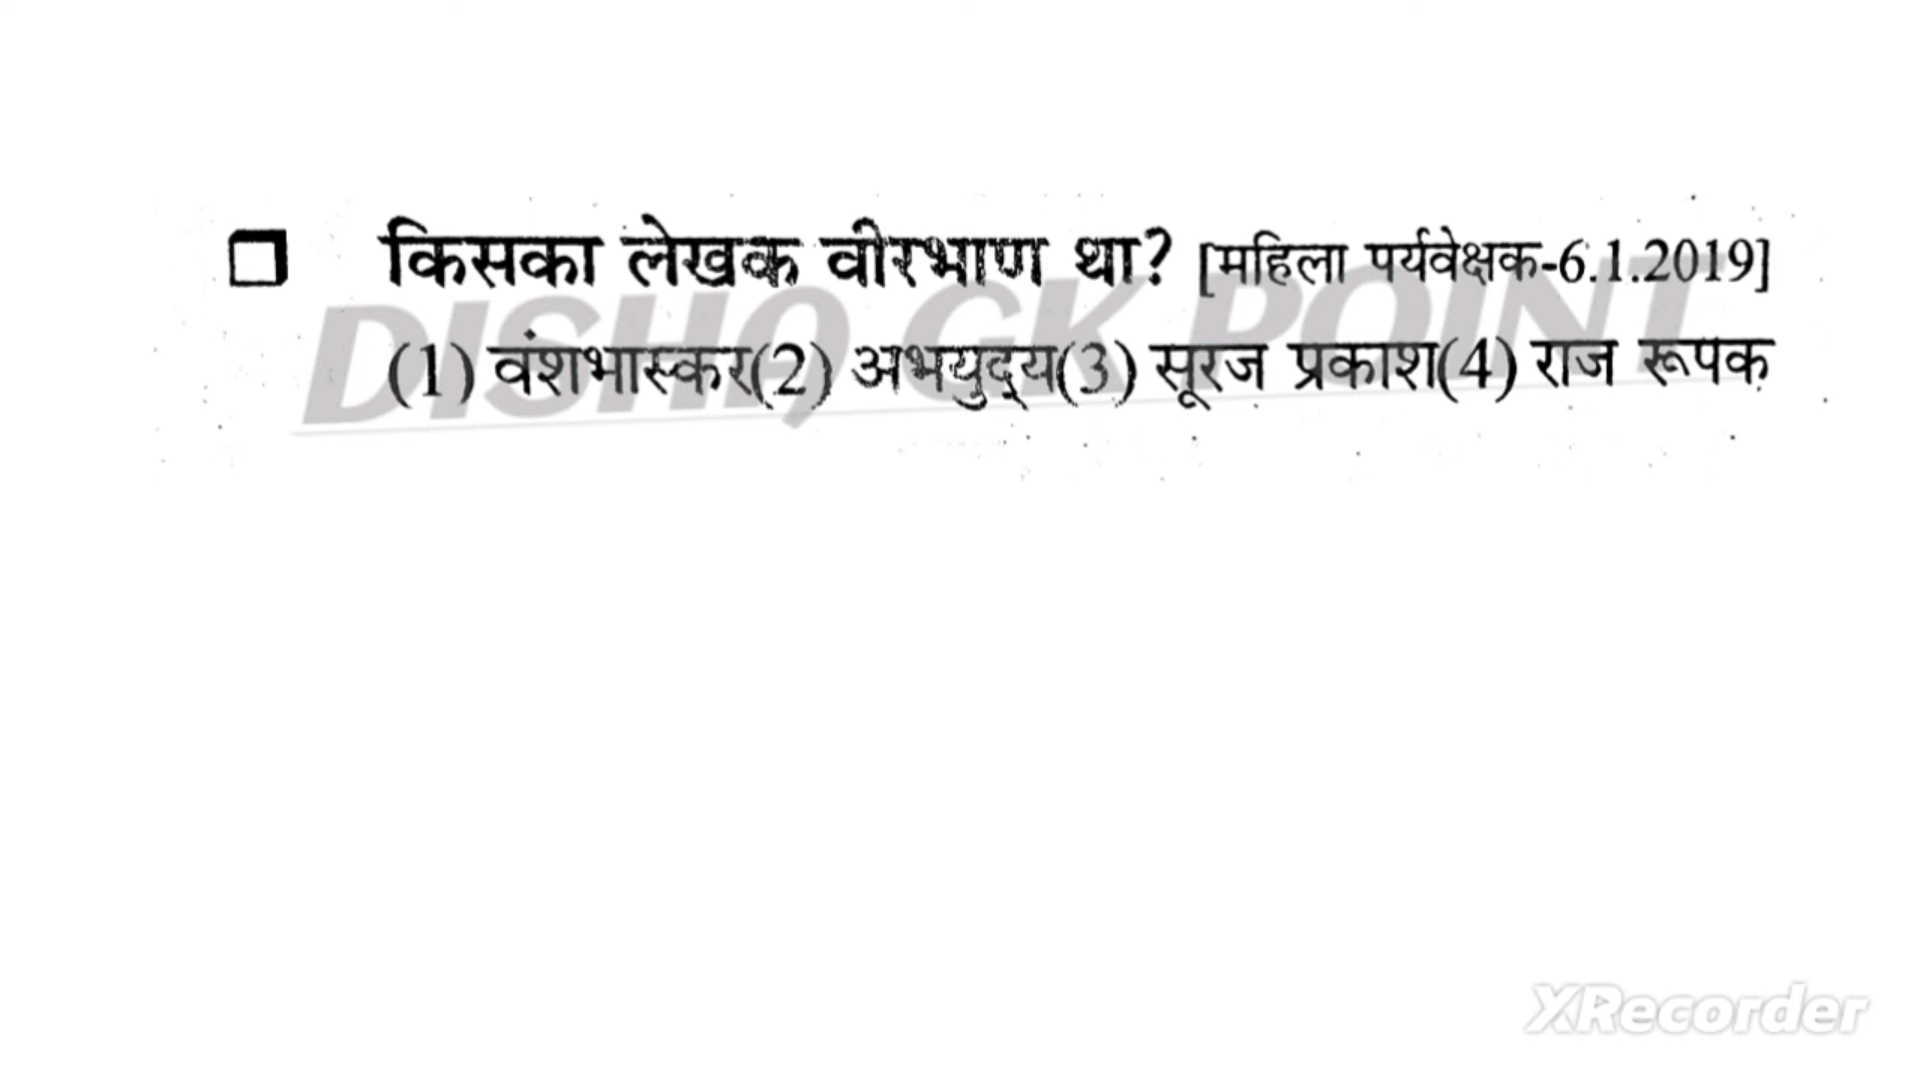 किसका लेखक वीरभाण था? [महिला पर्यवेक्षक-6.1.2019]
DISHA GK POINT
(1) वंशभास्कर(2) अभयुद्य(3) सूरज प्रकाश(4) राज रूपक
XRecorder